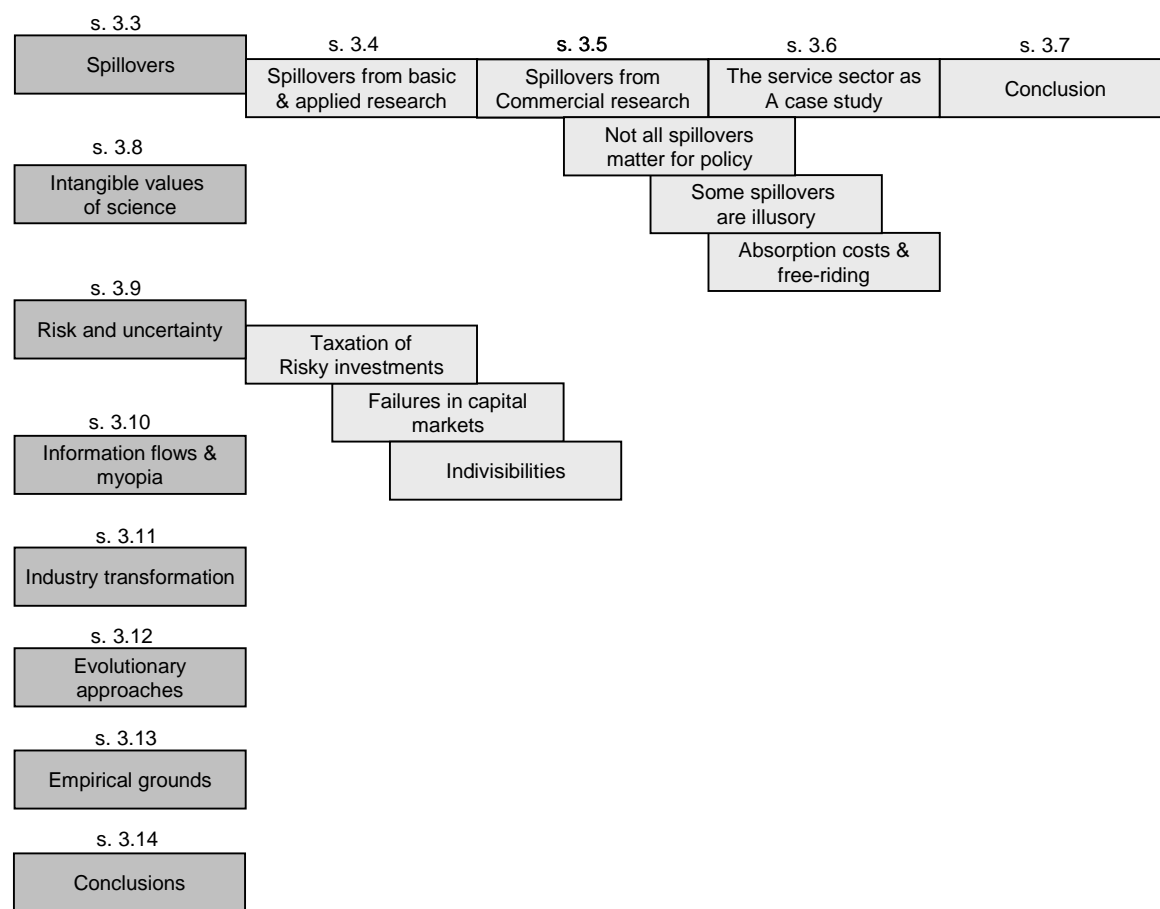 s. 3.3
Spillovers
s. 3.4
Spillovers from basic
& applied research
s. 3.5
Spillovers from
Commercial research
s. 3.6
The service sector as
A case study
s. 3.7
Conclusion
Not all spillovers
matter for policy
Some spillovers
are illusory
Absorption costs &
free-riding
s. 3.8
Intangible values
of science
s. 3.9
Risk and uncertainty
Taxation of
Risky investments
Failures in capital
markets
Indivisibilities
s. 3.10
Information flows &
myopia
s. 3.11
Industry transformation
s. 3.12
Evolutionary
approaches
s. 3.13
Empirical grounds
s. 3.14
Conclusions